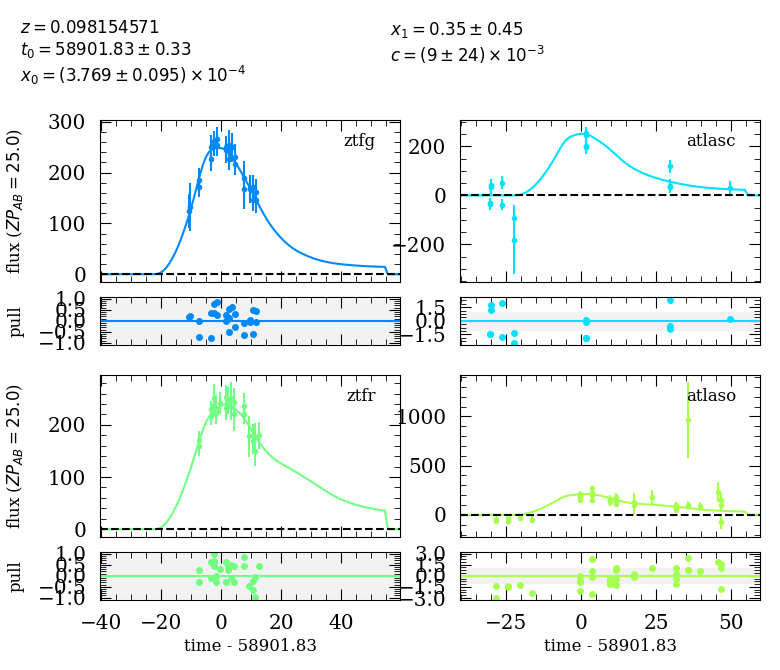 z = 0.098154571
t₀ = 58901.83 ± 0.33
x₀ = (3.769 ± 0.095) × 10⁻⁴
x₁ = 0.35 ± 0.45
c = (9 ± 24) × 10⁻³
flux (ZP_AB = 25.0)
300
200
100
0
ztfg
200
0
−200
atlasc
pull
1.0
0.5
0.0
−0.5
−1.0
1.5
0.0
−1.5
flux (ZP_AB = 25.0)
200
100
0
ztfr
1000
500
0
atlaso
pull
1.0
0.5
0.0
−0.5
−1.0
3.0
1.5
0.0
−1.5
−3.0
−40 −20 0 20 40
−25 0 25 50
time - 58901.83
time - 58901.83